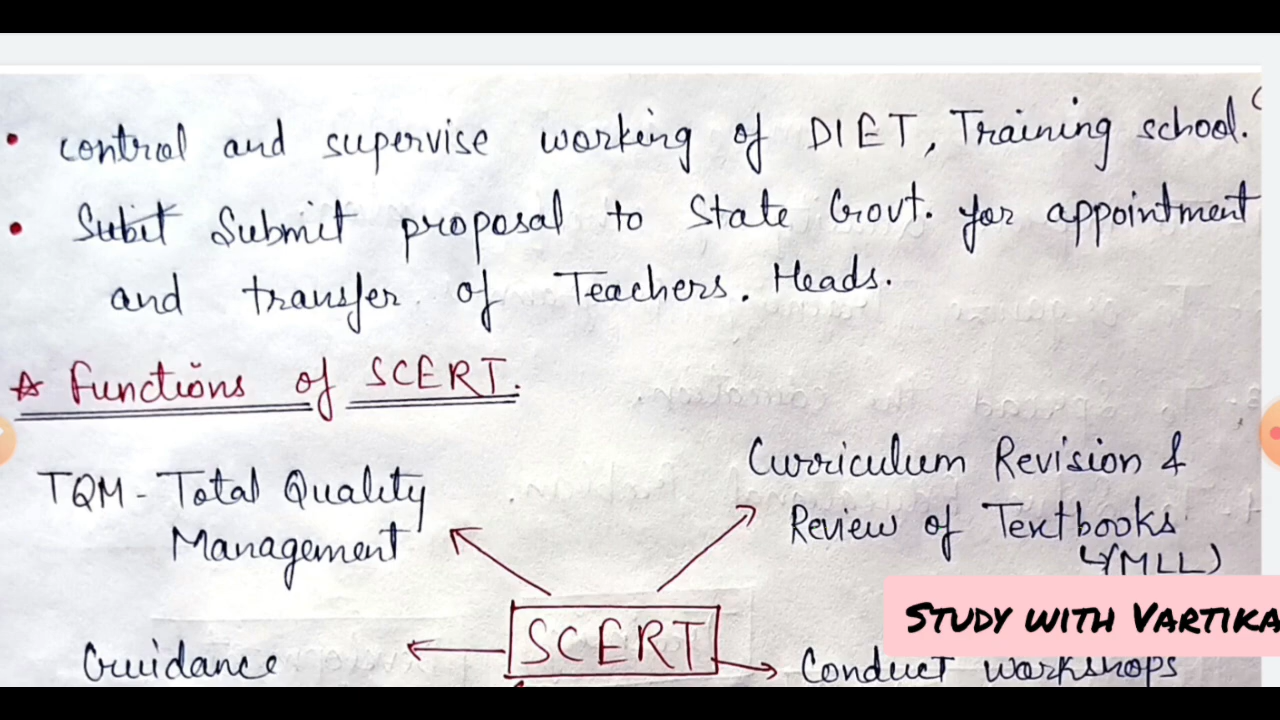 • control and supervise working of DIET, Training school.
• Subit Submit proposal to State Govt. for appointment
and transfer of Teachers. Heads.
☆ Functions of SCERT.
TQM - Total Quality
Management
Curriculum Revision &
Review of Textbooks
↳(MLL)
STUDY WITH VARTIKA
SCERT
Guidance
Conduct workshops